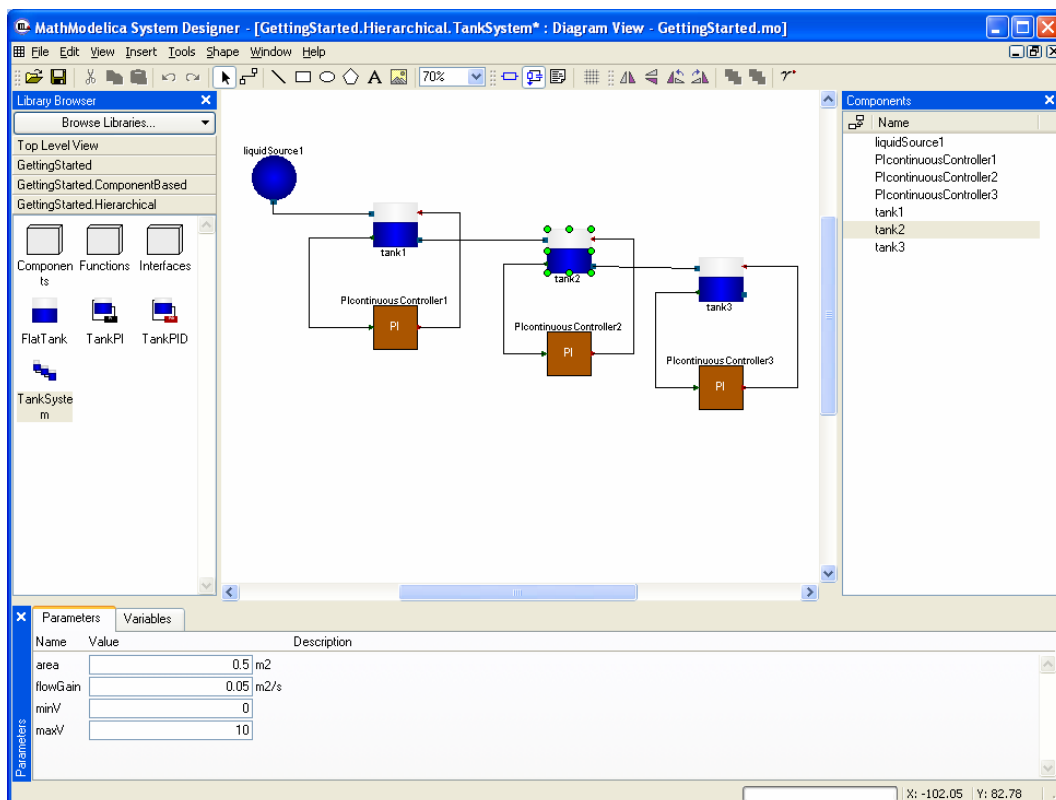 MathModelica System Designer - [GettingStarted.Hierarchical.TankSystem* : Diagram View - GettingStarted.mo]
File Edit View Insert Tools Shape Window Help
A 70%
Library Browser
Browse Libraries...
Top Level View
GettingStarted
GettingStarted.ComponentBased
GettingStarted.Hierarchical
Componen
ts
Functions
Interfaces
FlatTank
TankPI
TankPID
TankSyste
m
liquidSource1
tank1
tank2
tank3
PIcontinuousController1
PI
PIcontinuousController2
PI
PIcontinuousController3
PI
Components
Name
liquidSource1
PIcontinuousController1
PIcontinuousController2
PIcontinuousController3
tank1
tank2
tank3
Parameters Variables
Name Value Description
area 0.5 m2
flowGain 0.05 m2/s
minV 0
maxV 10
Parameters
X: -102.05 Y: 82.78